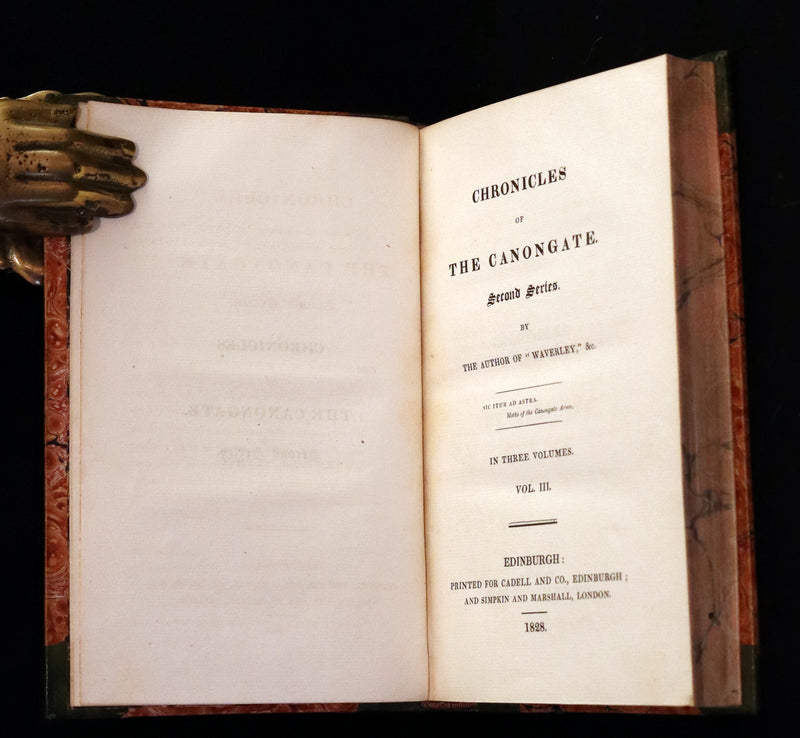 CHRONICLES
OF
THE CANONGATE.
Second Series.
BY
THE AUTHOR OF "WAVERLEY," &c.
SIC ITUR AD ASTRA.
Motto of the Canongate Arms.
IN THREE VOLUMES.
VOL. III.
EDINBURGH:
PRINTED FOR CADELL AND CO., EDINBURGH;
AND SIMPKIN AND MARSHALL, LONDON.
1828.